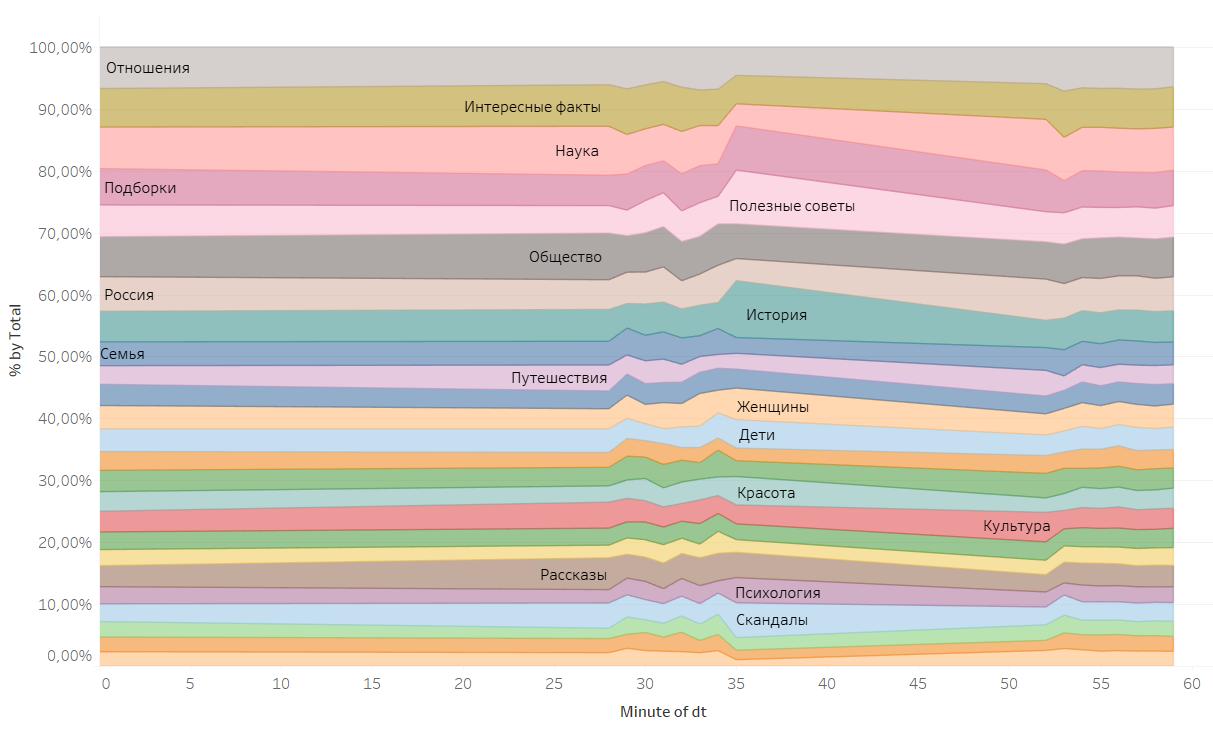 100,00%
Отношения
90,00%
Интересные факты
Наука
80,00%
Подборки
Полезные советы
70,00%
Общество
60,00%
Россия
История
% by Total
50,00%
Семья
Путешествия
Женщины
40,00%
Дети
30,00%
Красота
Культура
20,00%
Рассказы
Психология
10,00%
Скандалы
0,00%
0 5 10 15 20 25 30 35 40 45 50 55 60
Minute of dt